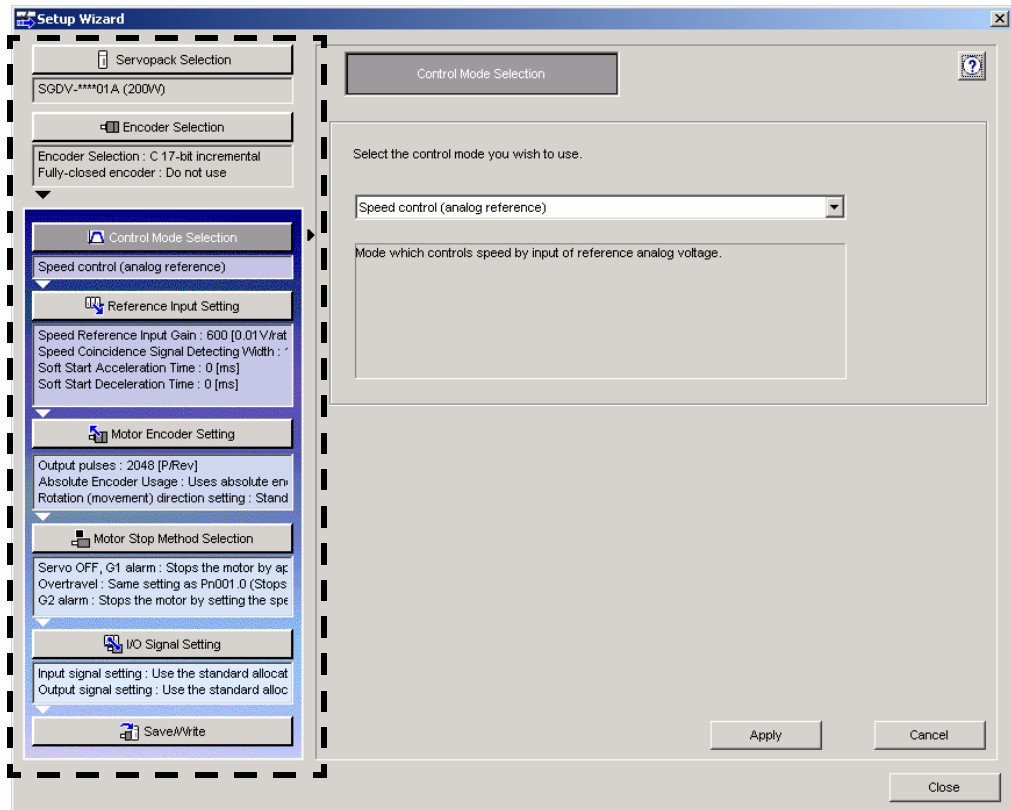 Setup Wizard
Servopack Selection
SGDV-****01A (200W)
Encoder Selection
Encoder Selection : C 17-bit incremental
Fully-closed encoder : Do not use
Control Mode Selection
Speed control (analog reference)
Reference Input Setting
Speed Reference Input Gain : 600 [0.01V/rat
Speed Coincidence Signal Detecting Width :
Soft Start Acceleration Time : 0 [ms]
Soft Start Deceleration Time : 0 [ms]
Motor Encoder Setting
Output pulses : 2048 [P/Rev]
Absolute Encoder Usage : Uses absolute en
Rotation (movement) direction setting : Stand
Motor Stop Method Selection
Servo OFF, G1 alarm : Stops the motor by ap
Overtravel : Same setting as Pn001.0 (Stops
G2 alarm : Stops the motor by setting the spe
I/O Signal Setting
Input signal setting : Use the standard allocat
Output signal setting : Use the standard alloc
Save/Write
Control Mode Selection
Select the control mode you wish to use.
Speed control (analog reference)
Mode which controls speed by input of reference analog voltage.
Apply
Cancel
Close